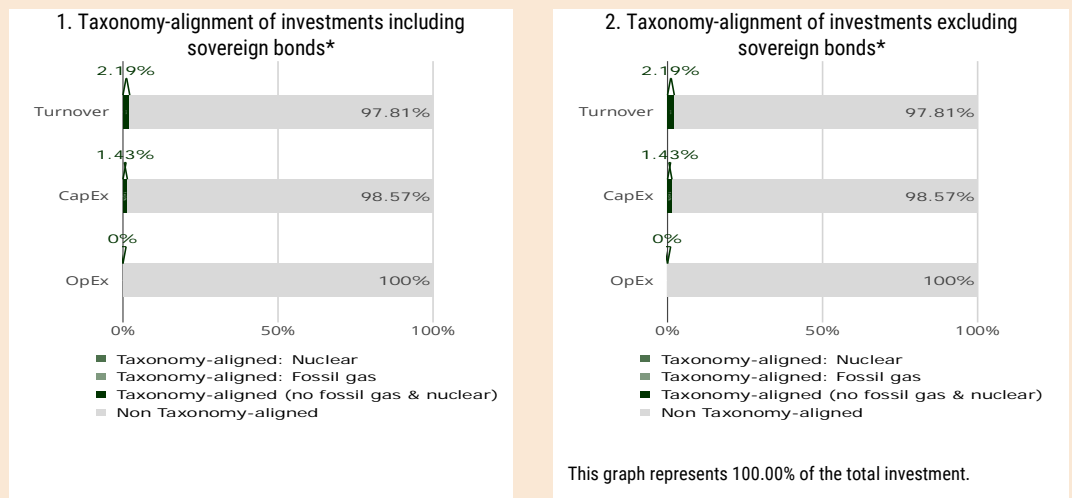 1. Taxonomy-alignment of investments including
sovereign bonds*
2.19%
Turnover
97.81%
1.43%
CapEx
98.57%
0%
OpEx
100%
0%
50%
100%
Taxonomy-aligned: Nuclear
Taxonomy-aligned: Fossil gas
Taxonomy-aligned (no fossil gas & nuclear)
Non Taxonomy-aligned
2. Taxonomy-alignment of investments excluding
sovereign bonds*
2.19%
Turnover
97.81%
1.43%
CapEx
98.57%
0%
OpEx
100%
0%
50%
100%
Taxonomy-aligned: Nuclear
Taxonomy-aligned: Fossil gas
Taxonomy-aligned (no fossil gas & nuclear)
Non Taxonomy-aligned
This graph represents 100.00% of the total investment.